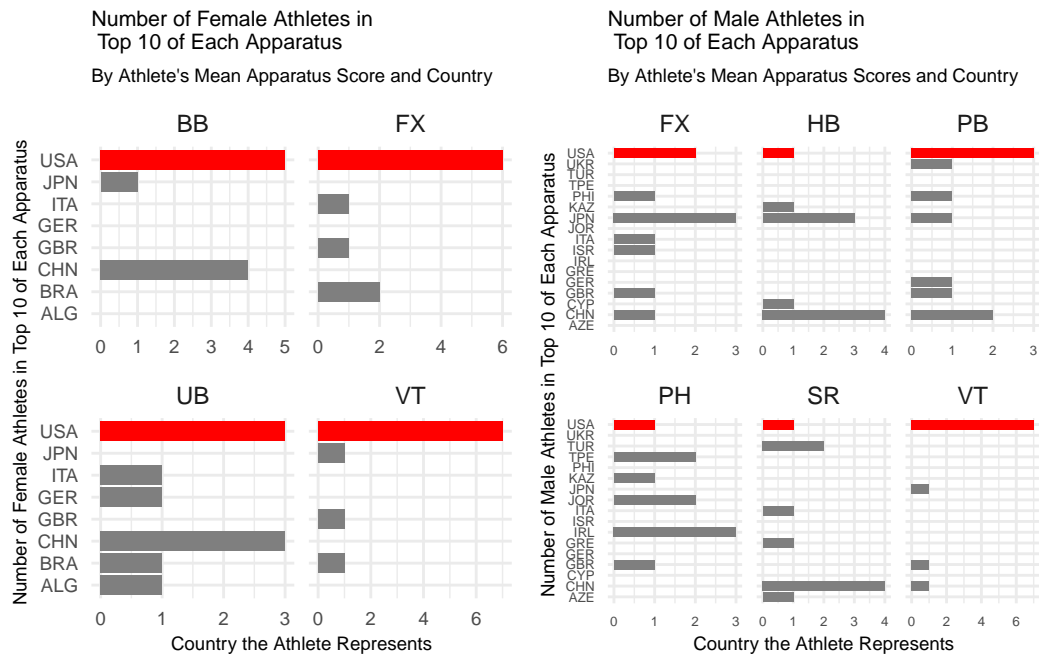 Number of Female Athletes in
Top 10 of Each Apparatus
By Athlete's Mean Apparatus Score and Country
Number of Female Athletes in Top 10 of Each Apparatus
BB
FX
USA
JPN
ITA
GER
GBR
CHN
BRA
ALG
0 1 2 3 4 5
0 2 4 6
UB
VT
USA
JPN
ITA
GER
GBR
CHN
BRA
ALG
0 1 2 3
0 2 4 6
Country the Athlete Represents
Number of Male Athletes in
Top 10 of Each Apparatus
By Athlete's Mean Apparatus Scores and Country
Number of Male Athletes in Top 10 of Each Apparatus
FX
HB
PB
USA
UKR
TUR
TPE
PHI
KAZ
JPN
JOR
ITA
ISR
IRL
GRE
GER
GBR
CYP
CHN
AZE
0 1 2 3
0 1 2 3 4
0 1 2 3
PH
SR
VT
USA
UKR
TUR
TPE
PHI
KAZ
JPN
JOR
ITA
ISR
IRL
GRE
GER
GBR
CYP
CHN
AZE
0 1 2 3
0 1 2 3 4
0 2 4 6
Country the Athlete Represents